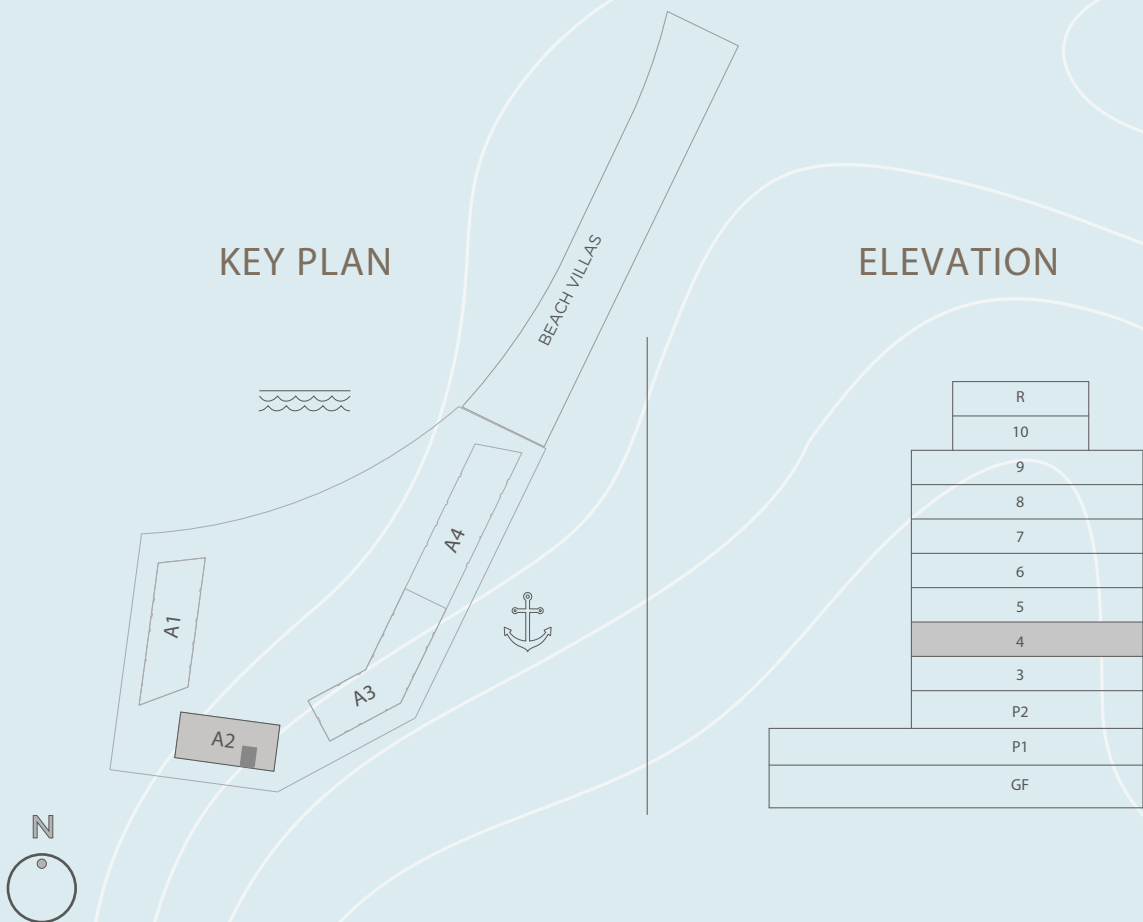 KEY PLAN
BEACH VILLAS
A4
A1
A3
A2
N
ELEVATION
R
10
9
8
7
6
5
4
3
P2
P1
GF